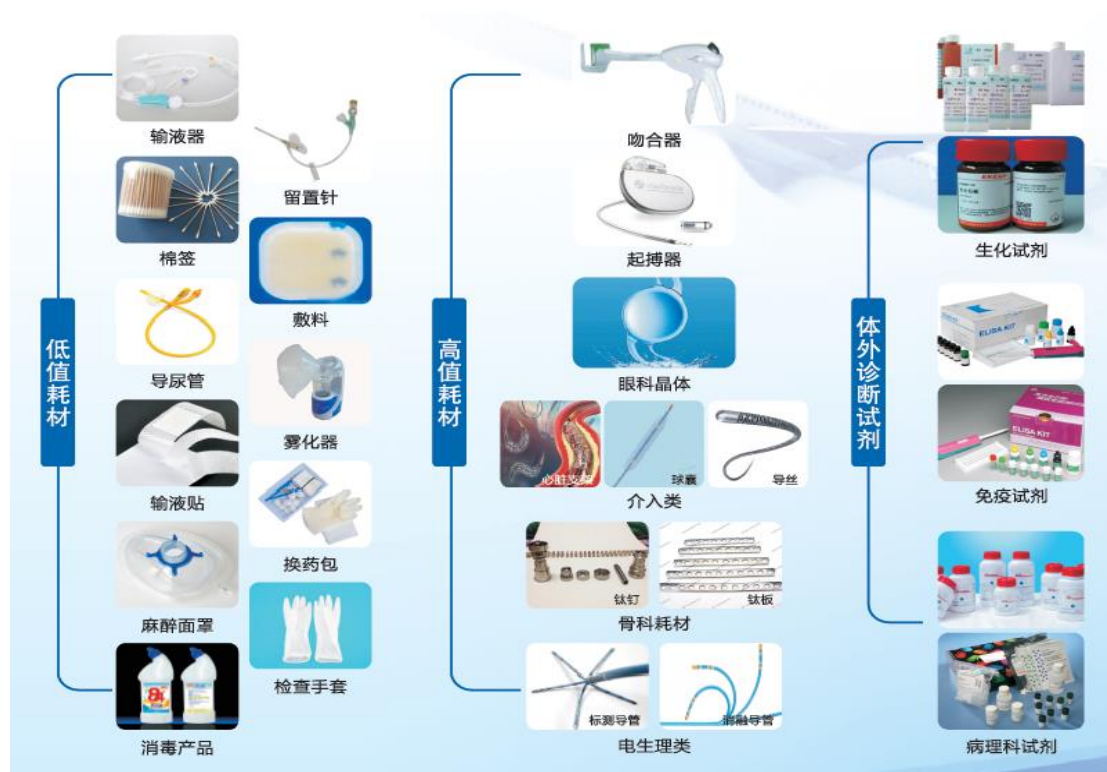 低值耗材
输液器
留置针
棉签
敷料
导尿管
雾化器
输液贴
换药包
麻醉面罩
检查手套
消毒产品
高值耗材
吻合器
起搏器
眼科晶体
心脏支架
球囊
导丝
介入类
钛钉
钛板
骨科耗材
标测导管
消融导管
电生理类
体外诊断试剂
生化试剂
ELISA KIT
ELISA KIT
免疫试剂
病理科试剂